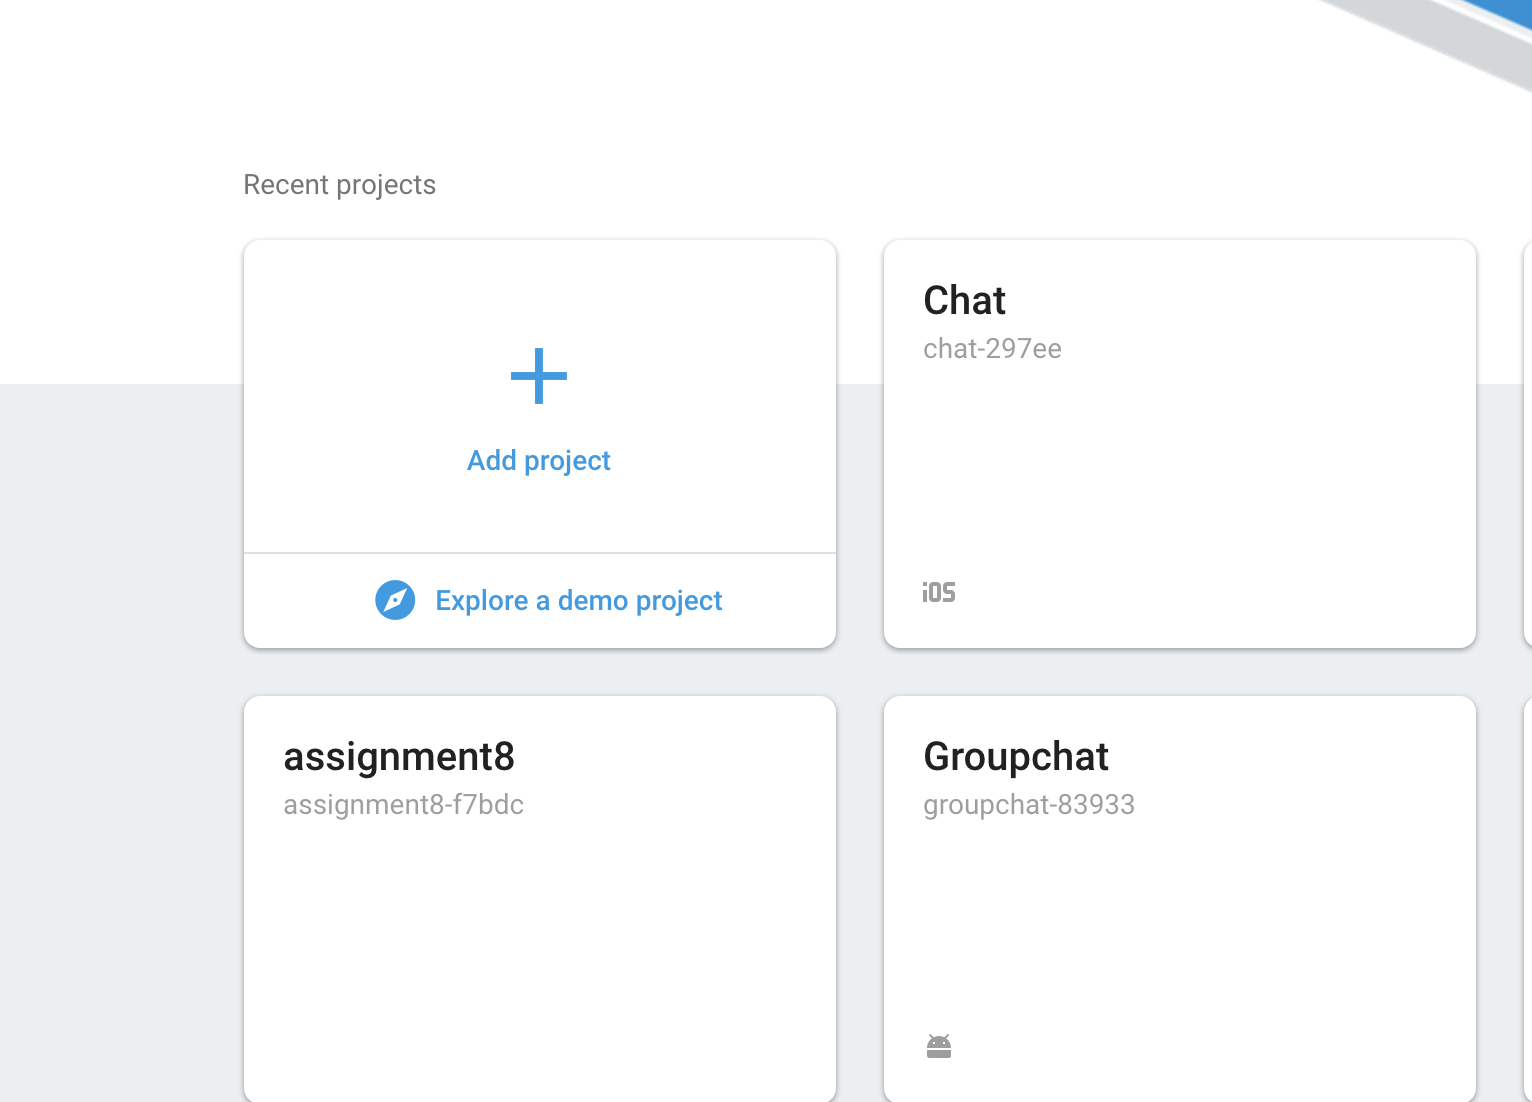 Recent projects
Add project
Explore a demo project
Chat
chat-297ee
iOS
assignment8
assignment8-f7bdc
Groupchat
groupchat-83933